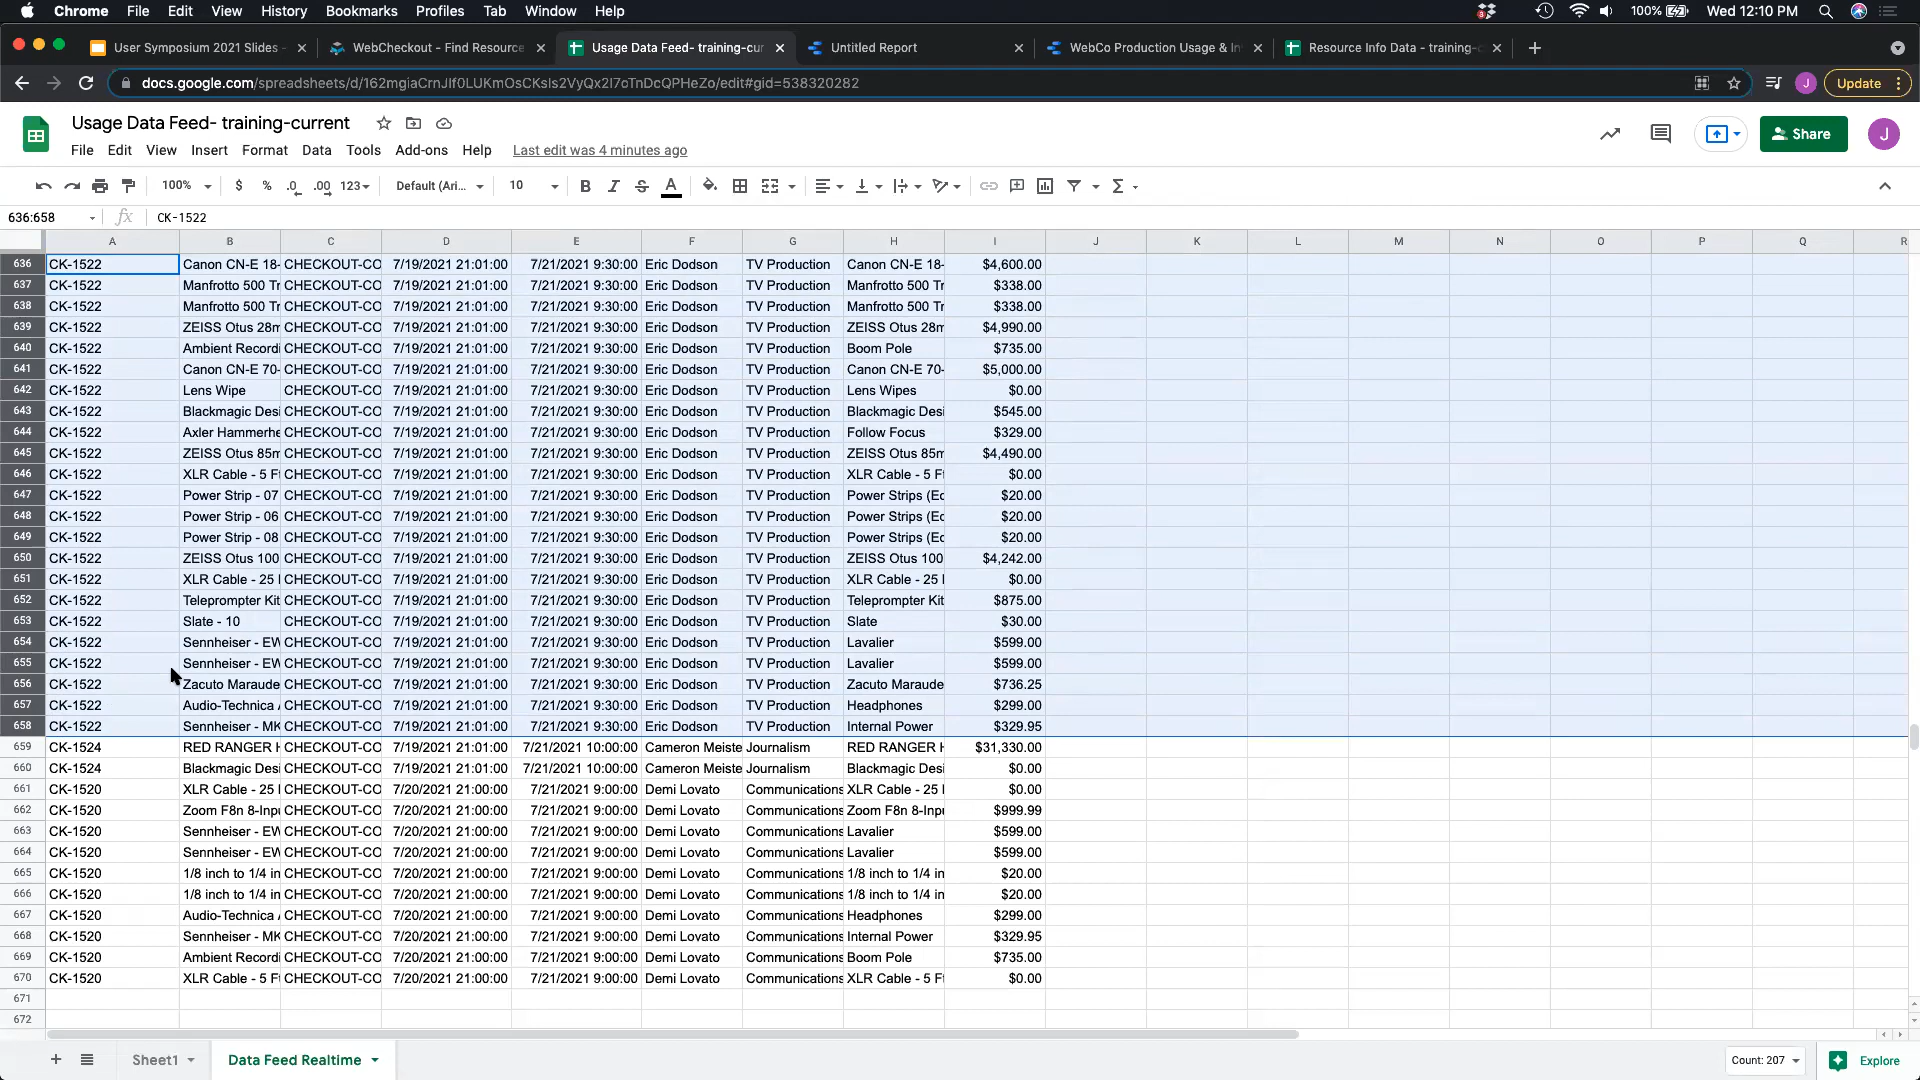 Chrome File Edit View History Bookmarks Profiles Tab Window Help 3 100% Wed 12:10 PM
User Symposium 2021 Slides - WebCheckout - Find Resource Usage Data Feed- training-cur Untitled Report WebCo Production Usage & In Resource Info Data - training-c
docs.google.com/spreadsheets/d/162mgiaCrnJIf0LUKmOsCKsIs2VyQx2I7oTnDcQPHeZo/edit#gid=538320282 J Update
Usage Data Feed- training-current Share J
File Edit View Insert Format Data Tools Add-ons Help Last edit was 4 minutes ago
100% $ % .0 .00 123 Default (Ari... 10 B I S A Σ
636:658 fx CK-1522
A B C D E F G H I J K L M N O P Q R
636 CK-1522 Canon CN-E 18- CHECKOUT-CO 7/19/2021 21:01:00 7/21/2021 9:30:00 Eric Dodson TV Production Canon CN-E 18- $4,600.00
637 CK-1522 Manfrotto 500 Tr CHECKOUT-CO 7/19/2021 21:01:00 7/21/2021 9:30:00 Eric Dodson TV Production Manfrotto 500 Tr $338.00
638 CK-1522 Manfrotto 500 Tr CHECKOUT-CO 7/19/2021 21:01:00 7/21/2021 9:30:00 Eric Dodson TV Production Manfrotto 500 Tr $338.00
639 CK-1522 ZEISS Otus 28m CHECKOUT-CO 7/19/2021 21:01:00 7/21/2021 9:30:00 Eric Dodson TV Production ZEISS Otus 28m $4,990.00
640 CK-1522 Ambient Recordi CHECKOUT-CO 7/19/2021 21:01:00 7/21/2021 9:30:00 Eric Dodson TV Production Boom Pole $735.00
641 CK-1522 Canon CN-E 70- CHECKOUT-CO 7/19/2021 21:01:00 7/21/2021 9:30:00 Eric Dodson TV Production Canon CN-E 70- $5,000.00
642 CK-1522 Lens Wipe CHECKOUT-CO 7/19/2021 21:01:00 7/21/2021 9:30:00 Eric Dodson TV Production Lens Wipes $0.00
643 CK-1522 Blackmagic Desi CHECKOUT-CO 7/19/2021 21:01:00 7/21/2021 9:30:00 Eric Dodson TV Production Blackmagic Desi $545.00
644 CK-1522 Axler Hammerhe CHECKOUT-CO 7/19/2021 21:01:00 7/21/2021 9:30:00 Eric Dodson TV Production Follow Focus $329.00
645 CK-1522 ZEISS Otus 85m CHECKOUT-CO 7/19/2021 21:01:00 7/21/2021 9:30:00 Eric Dodson TV Production ZEISS Otus 85m $4,490.00
646 CK-1522 XLR Cable - 5 Ft CHECKOUT-CO 7/19/2021 21:01:00 7/21/2021 9:30:00 Eric Dodson TV Production XLR Cable - 5 Ft $0.00
647 CK-1522 Power Strip - 07 CHECKOUT-CO 7/19/2021 21:01:00 7/21/2021 9:30:00 Eric Dodson TV Production Power Strips (Ec $20.00
648 CK-1522 Power Strip - 06 CHECKOUT-CO 7/19/2021 21:01:00 7/21/2021 9:30:00 Eric Dodson TV Production Power Strips (Ec $20.00
649 CK-1522 Power Strip - 08 CHECKOUT-CO 7/19/2021 21:01:00 7/21/2021 9:30:00 Eric Dodson TV Production Power Strips (Ec $20.00
650 CK-1522 ZEISS Otus 100 CHECKOUT-CO 7/19/2021 21:01:00 7/21/2021 9:30:00 Eric Dodson TV Production ZEISS Otus 100 $4,242.00
651 CK-1522 XLR Cable - 25 CHECKOUT-CO 7/19/2021 21:01:00 7/21/2021 9:30:00 Eric Dodson TV Production XLR Cable - 25 $0.00
652 CK-1522 Teleprompter Kit CHECKOUT-CO 7/19/2021 21:01:00 7/21/2021 9:30:00 Eric Dodson TV Production Teleprompter Kit $875.00
653 CK-1522 Slate - 10 CHECKOUT-CO 7/19/2021 21:01:00 7/21/2021 9:30:00 Eric Dodson TV Production Slate $30.00
654 CK-1522 Sennheiser - EW CHECKOUT-CO 7/19/2021 21:01:00 7/21/2021 9:30:00 Eric Dodson TV Production Lavalier $599.00
655 CK-1522 Sennheiser - EW CHECKOUT-CO 7/19/2021 21:01:00 7/21/2021 9:30:00 Eric Dodson TV Production Lavalier $599.00
656 CK-1522 Zacuto Maraude CHECKOUT-CO 7/19/2021 21:01:00 7/21/2021 9:30:00 Eric Dodson TV Production Zacuto Maraude $736.25
657 CK-1522 Audio-Technica CHECKOUT-CO 7/19/2021 21:01:00 7/21/2021 9:30:00 Eric Dodson TV Production Headphones $299.00
658 CK-1522 Sennheiser - MK CHECKOUT-CO 7/19/2021 21:01:00 7/21/2021 9:30:00 Eric Dodson TV Production Internal Power $329.95
659 CK-1524 RED RANGER H CHECKOUT-CO 7/19/2021 21:01:00 7/21/2021 10:00:00 Cameron Meiste Journalism RED RANGER H $31,330.00
660 CK-1524 Blackmagic Desi CHECKOUT-CO 7/19/2021 21:01:00 7/21/2021 10:00:00 Cameron Meiste Journalism Blackmagic Desi $0.00
661 CK-1520 XLR Cable - 25 CHECKOUT-CO 7/20/2021 21:00:00 7/21/2021 9:00:00 Demi Lovato Communications XLR Cable - 25 $0.00
662 CK-1520 Zoom F8n 8-Inpu CHECKOUT-CO 7/20/2021 21:00:00 7/21/2021 9:00:00 Demi Lovato Communications Zoom F8n 8-Inpu $999.99
663 CK-1520 Sennheiser - EW CHECKOUT-CO 7/20/2021 21:00:00 7/21/2021 9:00:00 Demi Lovato Communications Lavalier $599.00
664 CK-1520 Sennheiser - EW CHECKOUT-CO 7/20/2021 21:00:00 7/21/2021 9:00:00 Demi Lovato Communications Lavalier $599.00
665 CK-1520 1/8 inch to 1/4 in CHECKOUT-CO 7/20/2021 21:00:00 7/21/2021 9:00:00 Demi Lovato Communications 1/8 inch to 1/4 in $20.00
666 CK-1520 1/8 inch to 1/4 in CHECKOUT-CO 7/20/2021 21:00:00 7/21/2021 9:00:00 Demi Lovato Communications 1/8 inch to 1/4 in $20.00
667 CK-1520 Audio-Technica CHECKOUT-CO 7/20/2021 21:00:00 7/21/2021 9:00:00 Demi Lovato Communications Headphones $299.00
668 CK-1520 Sennheiser - MK CHECKOUT-CO 7/20/2021 21:00:00 7/21/2021 9:00:00 Demi Lovato Communications Internal Power $329.95
669 CK-1520 Ambient Recordi CHECKOUT-CO 7/20/2021 21:00:00 7/21/2021 9:00:00 Demi Lovato Communications Boom Pole $735.00
670 CK-1520 XLR Cable - 5 Ft CHECKOUT-CO 7/20/2021 21:00:00 7/21/2021 9:00:00 Demi Lovato Communications XLR Cable - 5 Ft $0.00
671
672
Sheet1 Data Feed Realtime Count: 207 Explore